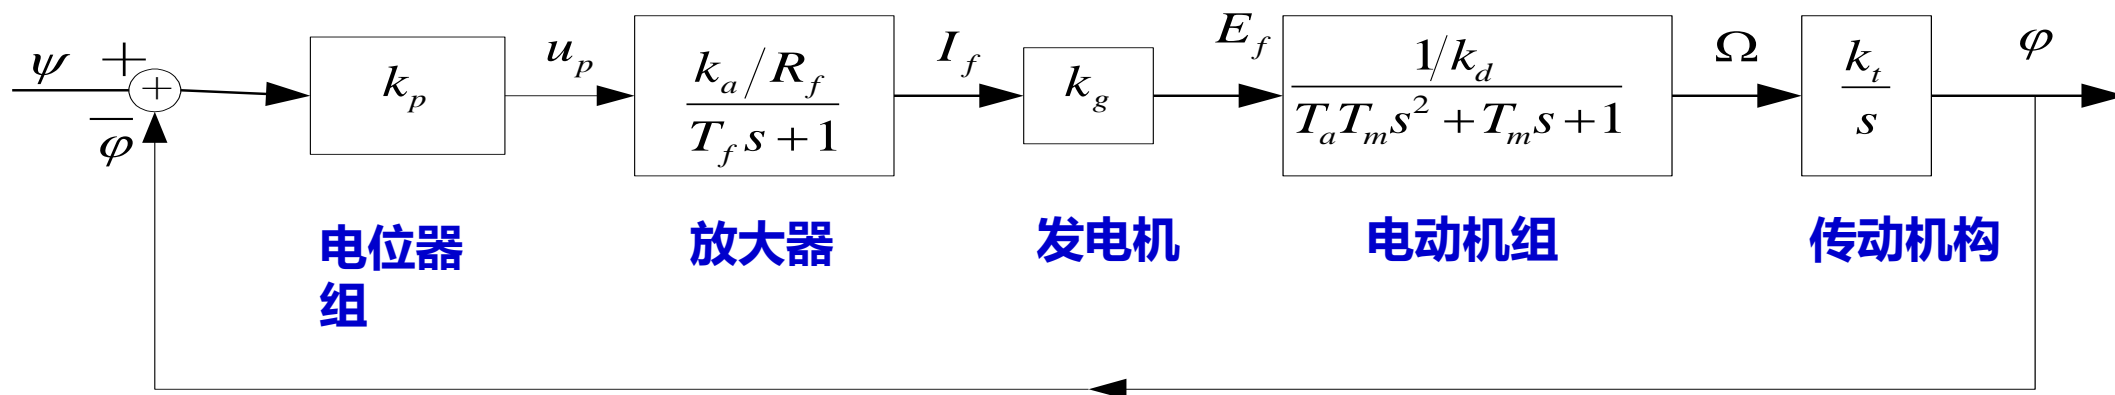 ψ + + k_p u_p (k_a/R_f)/(T_f s+1) I_f k_g E_f (1/k_d)/(T_a T_m s^2+T_m s+1) Ω k_t/s φ
− φ
电位器 放大器 发电机 电动机组 传动机构
组